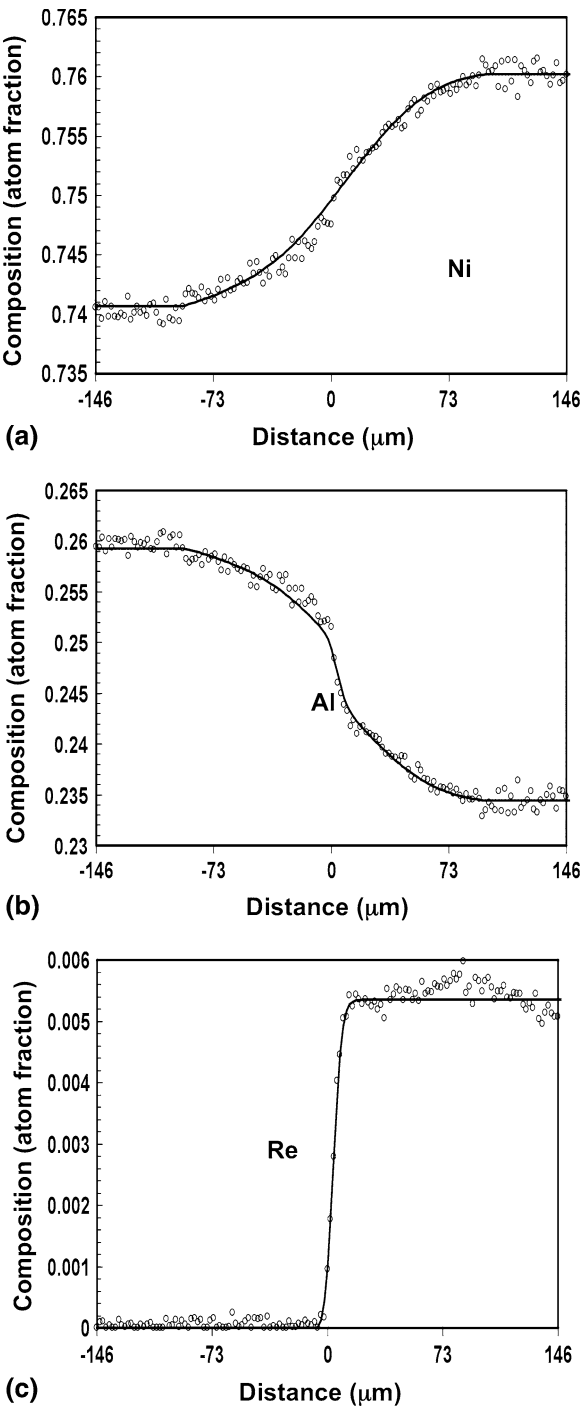 0.765
0.76
0.755
0.75
0.745
0.74
0.735
Composition (atom fraction)
Ni
-146 -73 0 73 146
(a) Distance (μm)
0.265
0.26
0.255
0.25
0.245
0.24
0.235
0.23
Composition (atom fraction)
Al
-146 -73 0 73 146
(b) Distance (μm)
0.006
0.005
0.004
0.003
0.002
0.001
0
Composition (atom fraction)
Re
-146 -73 0 73 146
(c) Distance (μm)